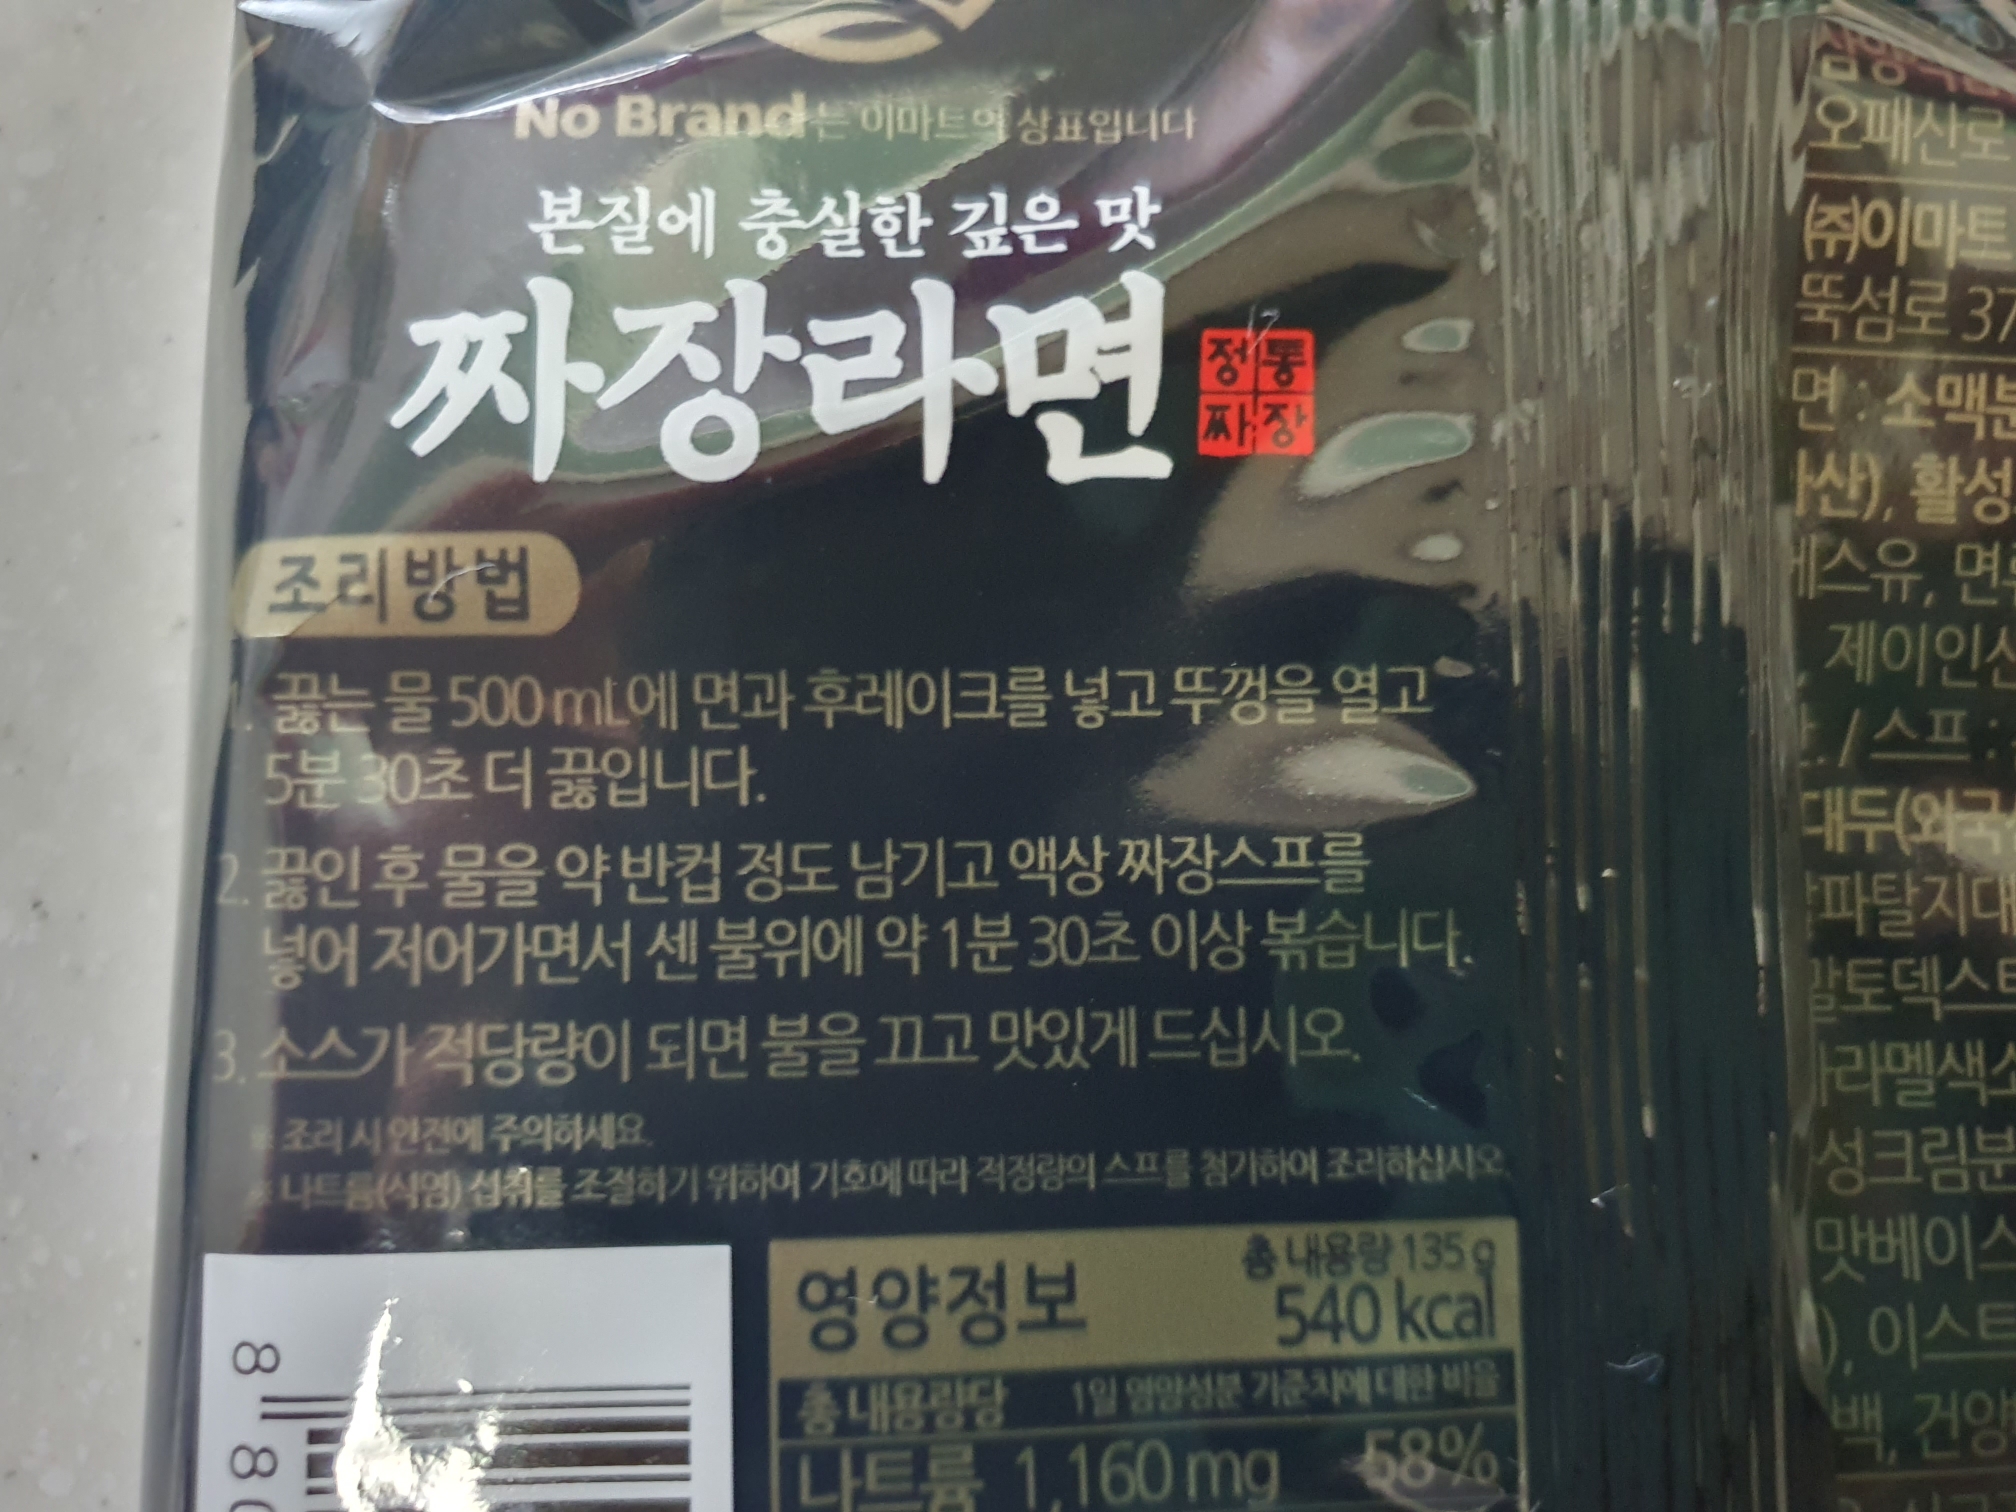 No Brand는 이마트의 상표입니다
본질에 충실한 깊은 맛
짜장라면
정통
짜장
조리방법
1. 끓는 물 500 mL에 면과 후레이크를 넣고 뚜껑을 열고
5분 30초 더 끓입니다.
2. 끓인 후 물을 약 반컵 정도 남기고 액상 짜장스프를
넣어 저어가면서 센 불위에 약 1분 30초 이상 볶습니다.
3. 소스가 적당량이 되면 불을 끄고 맛있게 드십시오.
※ 조리 시 안전에 주의하세요.
※ 나트륨(식염) 섭취를 조절하기 위하여 기호에 따라 적정량의 스프를 첨가하여 조리하십시오.
영양정보
총 내용량 135 g
540 kcal
총 내용량당
1일 영양성분 기준치에 대한 비율
나트륨 1,160 mg 58%
8 8
오패산로
㈜이마트
뚝섬로 37
면 : 소맥분
산), 활성
스유, 면
제이인산
/ 스프 :
대두(외국
파탈지대
말토덱스트
라멜색소
성크림분
맛베이스
), 이스트
백, 건양